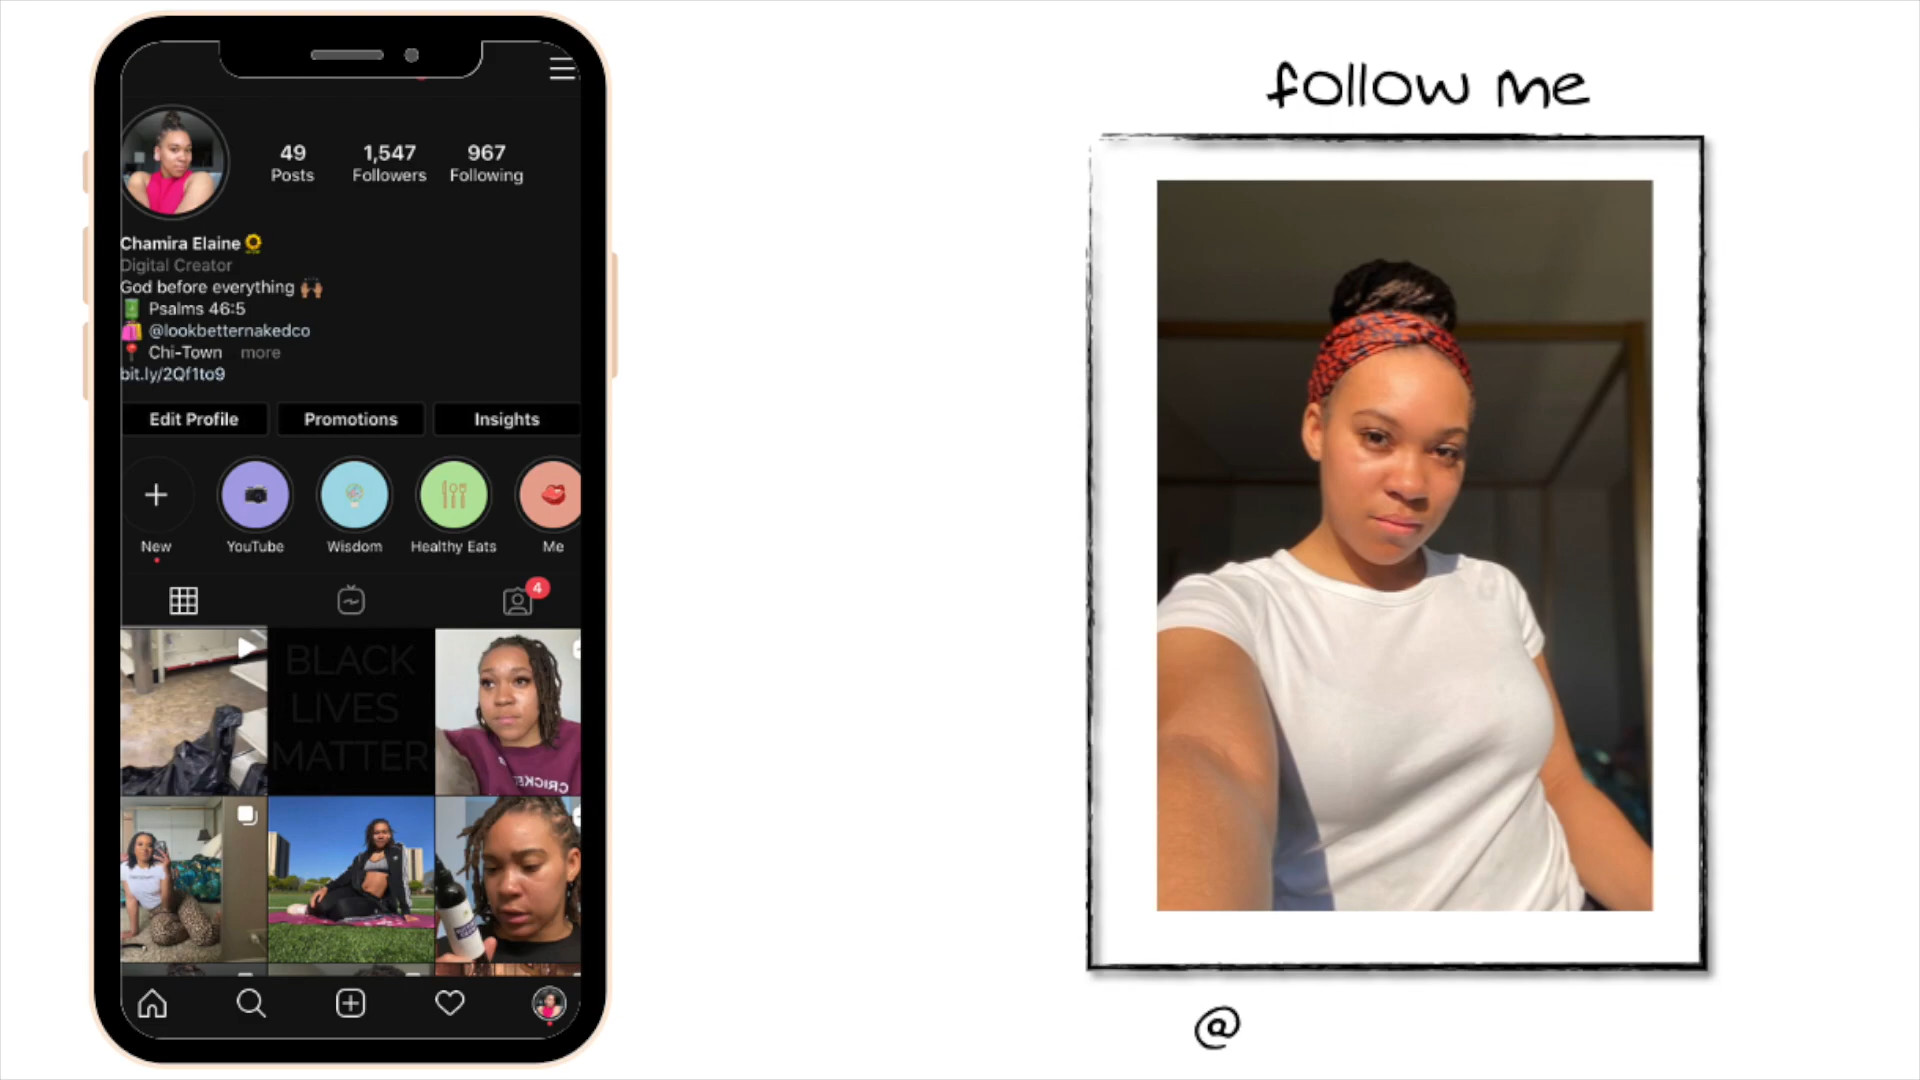 49
Posts
1,547
Followers
967
Following
Chamira Elaine
Digital Creator
God before everything
Psalms 46:5
@lookbetternakedco
Chi-Town more
bit.ly/2Qf1to9
Edit Profile
Promotions
Insights
New
YouTube
Wisdom
Healthy Eats
Me
4
BLACK
LIVES
MATTER
follow me
@